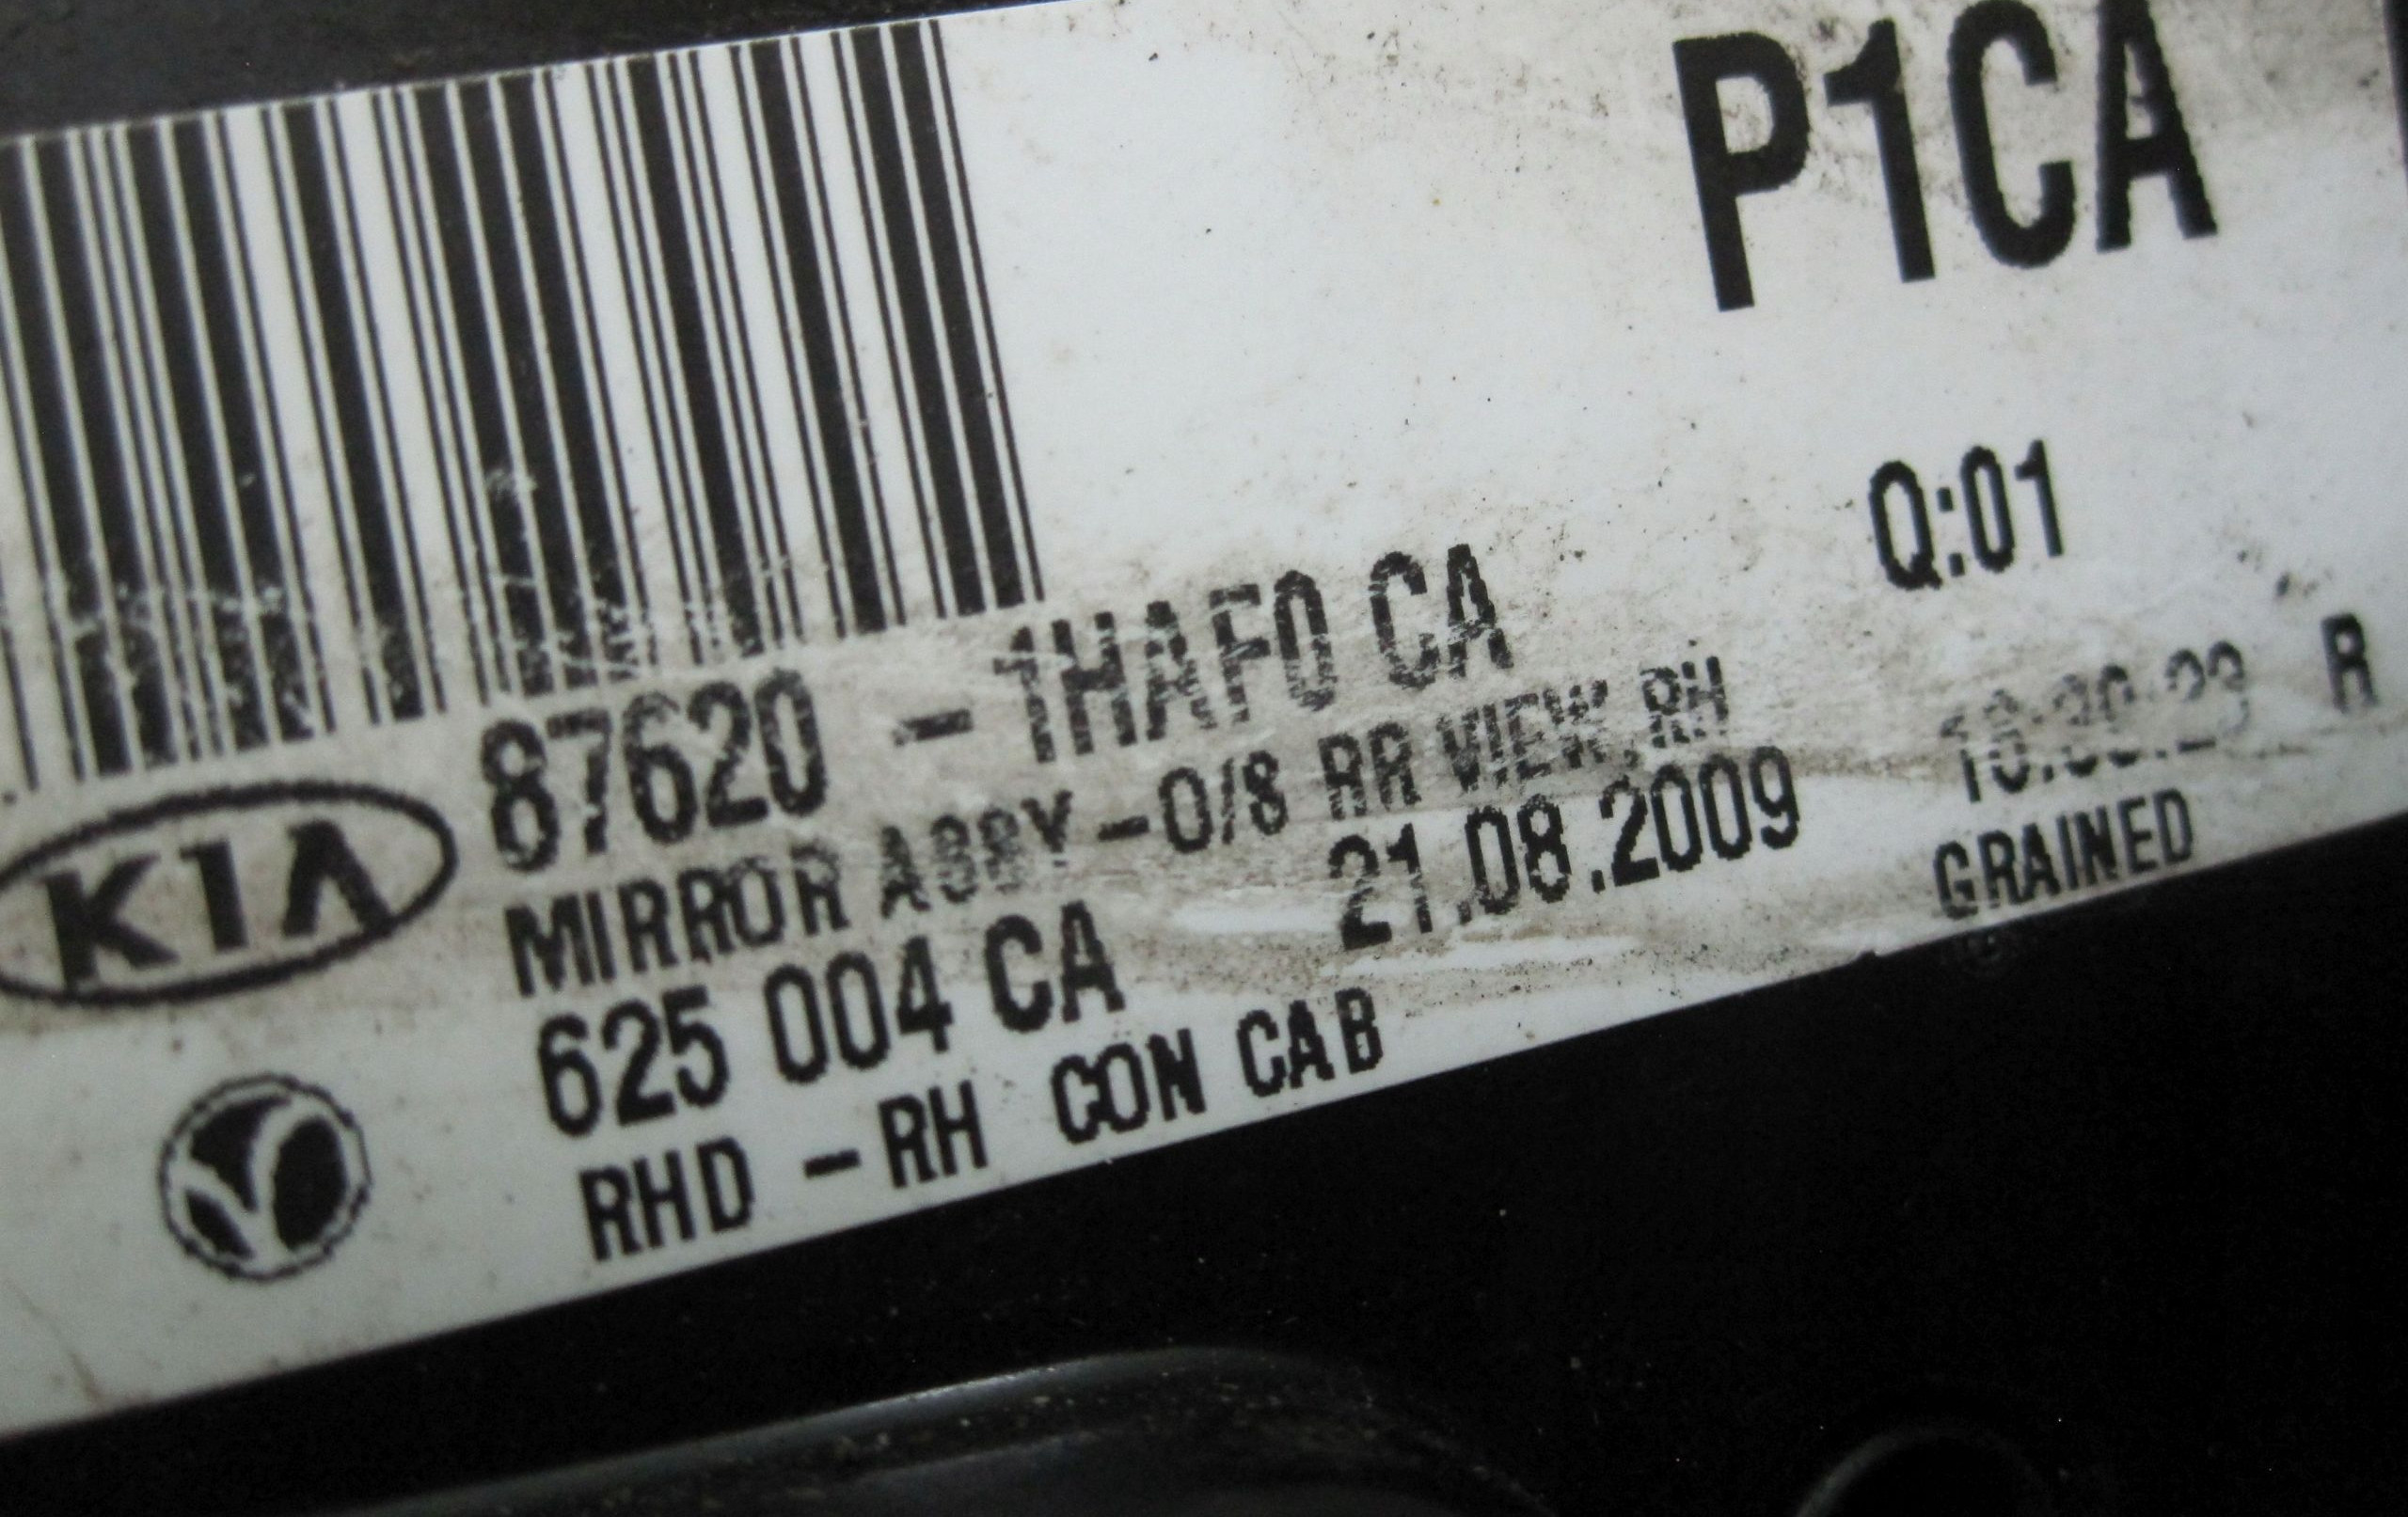 P1CA
Q:01
87620 -1HAF0 CA
MIRROR ASSY-O/S RR VIEW,RH
R
KIA
625 004 CA 21.08.2009
GRAINED
RHD -RH CON CAB